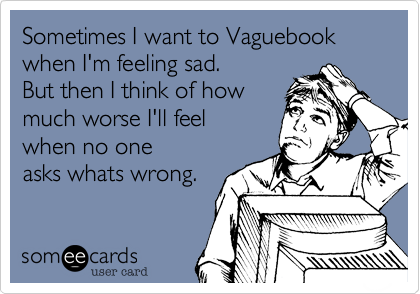 Sometimes I want to Vaguebook
when I'm feeling sad.
But then I think of how
much worse I'll feel
when no one
asks whats wrong.
someecards
user card